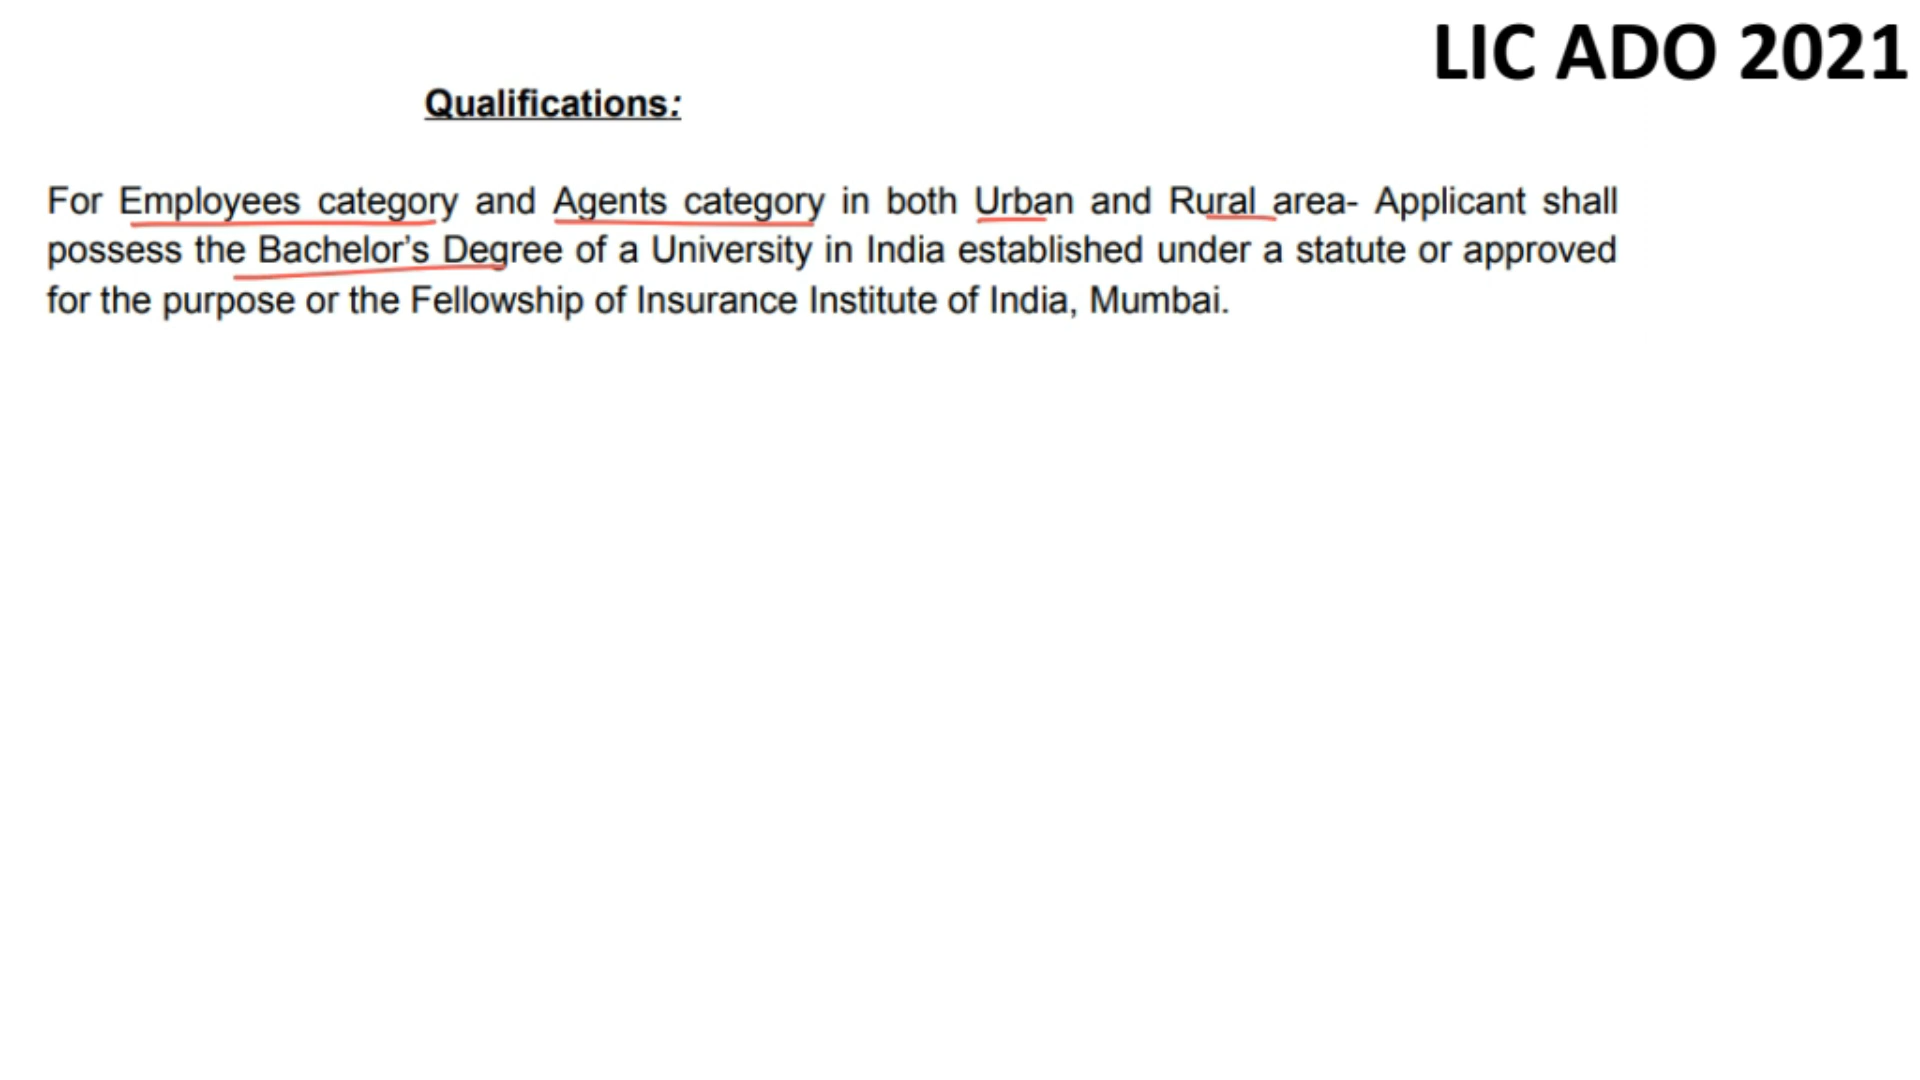 LIC ADO 2021
Qualifications:
For Employees category and Agents category in both Urban and Rural area- Applicant shall
possess the Bachelor’s Degree of a University in India established under a statute or approved
for the purpose or the Fellowship of Insurance Institute of India, Mumbai.